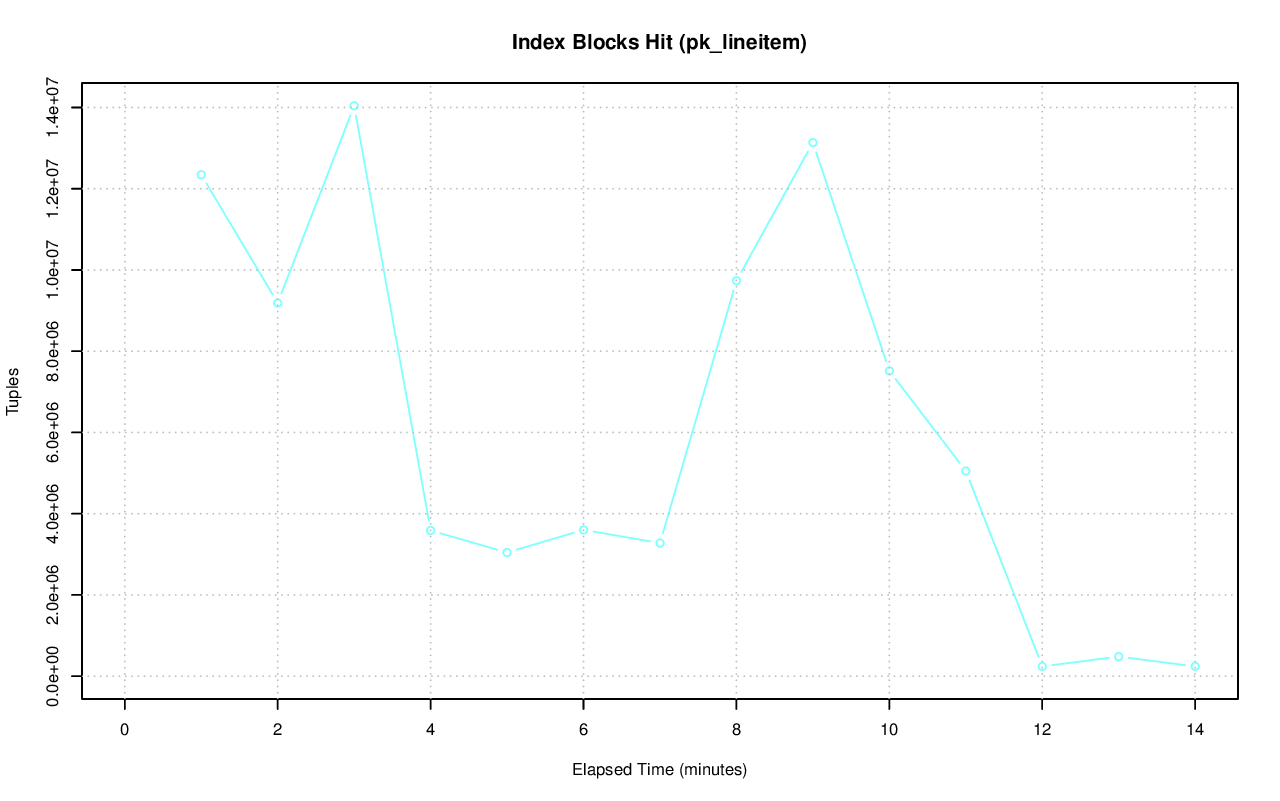 Index Blocks Hit (pk_lineitem)
1.4e+07
1.2e+07
1.0e+07
8.0e+06
6.0e+06
4.0e+06
2.0e+06
0.0e+00
Tuples
0 2 4 6 8 10 12 14
Elapsed Time (minutes)